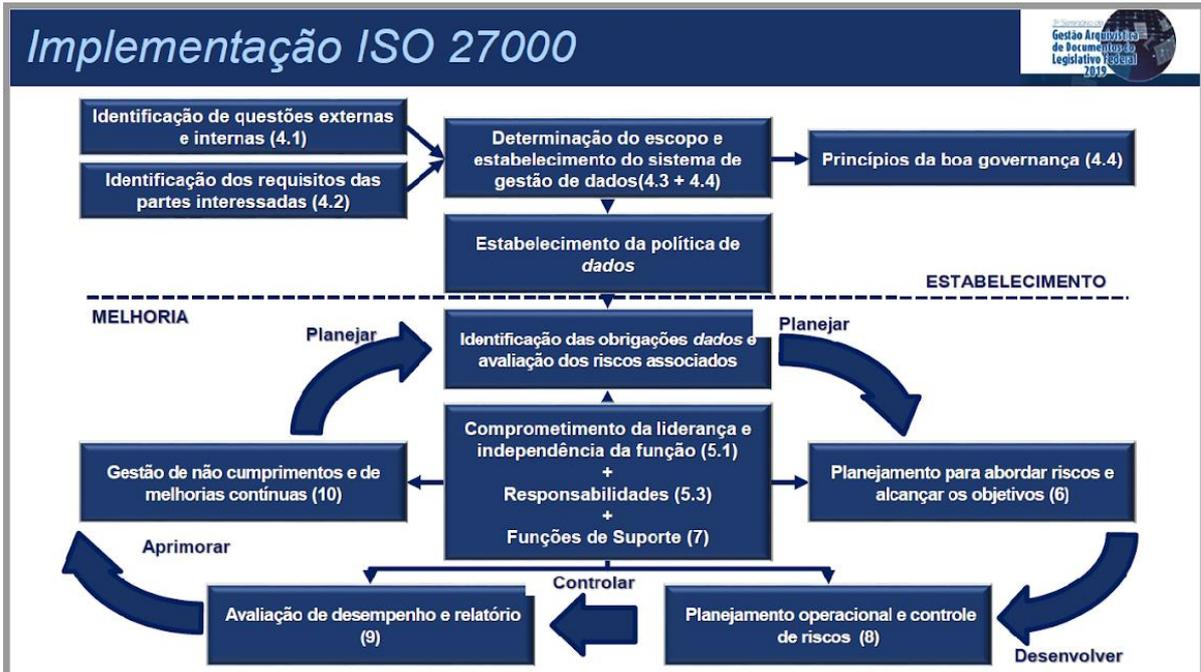 Implementação ISO 27000
3º Seminário de
Gestão Arquivística
de Documentos do
Legislativo Federal
2019
Identificação de questões externas
e internas (4.1)
Identificação dos requisitos das
partes interessadas (4.2)
Determinação do escopo e
estabelecimento do sistema de
gestão de dados(4.3 + 4.4)
Princípios da boa governança (4.4)
Estabelecimento da política de
dados
ESTABELECIMENTO
MELHORIA
Planejar
Identificação das obrigações dados e
avaliação dos riscos associados
Planejar
Comprometimento da liderança e
independência da função (5.1)
+
Responsabilidades (5.3)
+
Funções de Suporte (7)
Gestão de não cumprimentos e de
melhorias contínuas (10)
Planejamento para abordar riscos e
alcançar os objetivos (6)
Aprimorar
Controlar
Avaliação de desempenho e relatório
(9)
Planejamento operacional e controle
de riscos (8)
Desenvolver